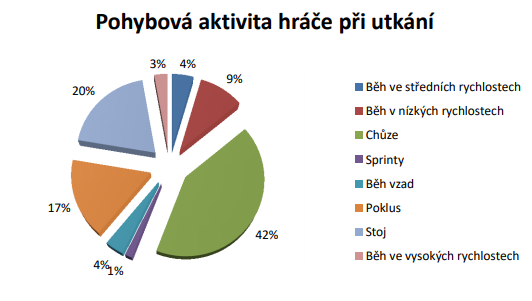 Pohybová aktivita hráče při utkání
3%
4%
9%
20%
17%
42%
4%
1%
Běh ve středních rychlostech
Běh v nízkých rychlostech
Chůze
Sprinty
Běh vzad
Poklus
Stoj
Běh ve vysokých rychlostech